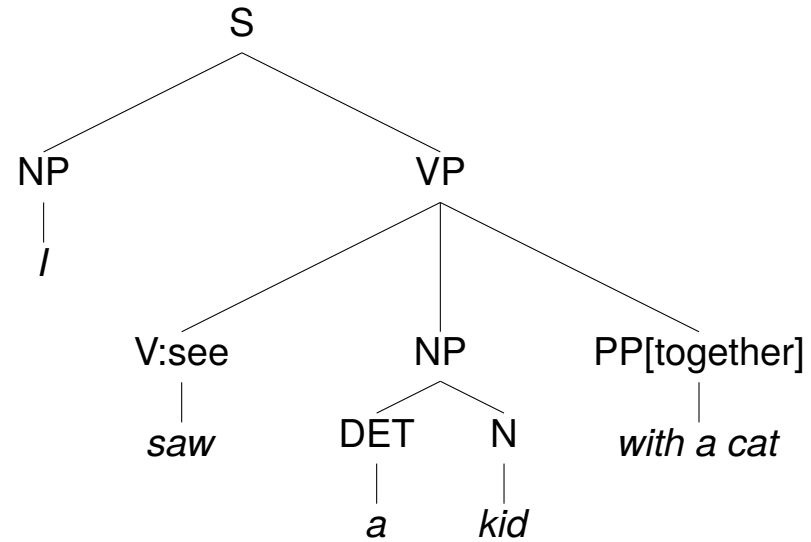 S
NP VP
I
V:see NP PP[together]
saw DET N with a cat
a kid